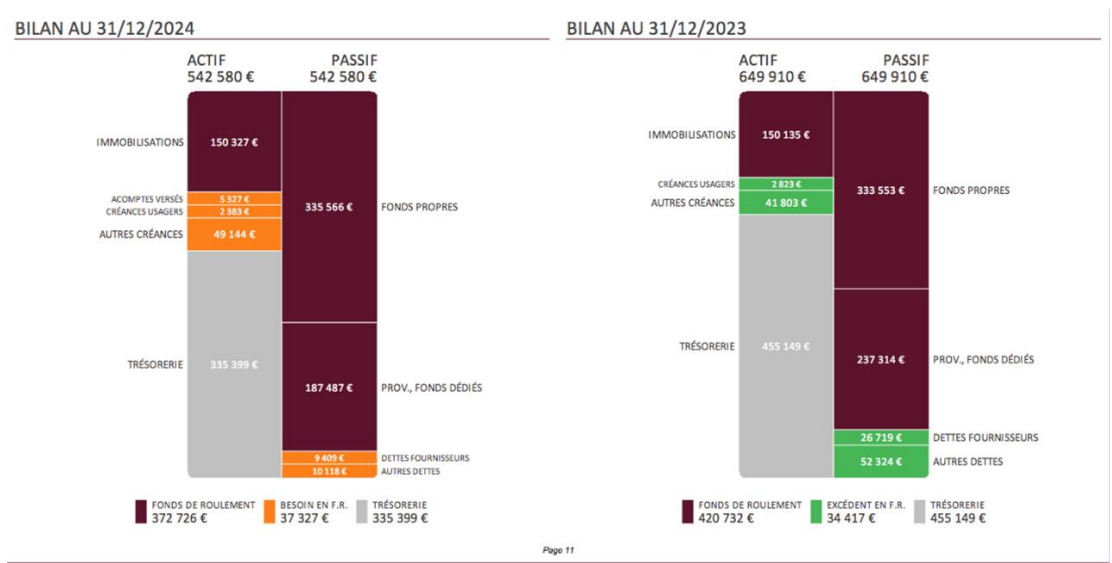 BILAN AU 31/12/2024
ACTIF
542 580 €
PASSIF
542 580 €
IMMOBILISATIONS
150 327 €
ACOMPTES VERSÉS
5 327 €
CRÉANCES USAGERS
2 383 €
AUTRES CRÉANCES
49 144 €
335 566 €
FONDS PROPRES
TRÉSORERIE
335 399 €
187 487 €
PROV., FONDS DÉDIÉS
9 409 €
DETTES FOURNISSEURS
10 118 €
AUTRES DETTES
FONDS DE ROULEMENT
372 726 €
BESOIN EN F.R.
37 327 €
TRÉSORERIE
335 399 €
BILAN AU 31/12/2023
ACTIF
649 910 €
PASSIF
649 910 €
IMMOBILISATIONS
150 135 €
CRÉANCES USAGERS
2 823 €
AUTRES CRÉANCES
41 803 €
333 553 €
FONDS PROPRES
TRÉSORERIE
455 149 €
237 314 €
PROV., FONDS DÉDIÉS
26 719 €
DETTES FOURNISSEURS
52 324 €
AUTRES DETTES
FONDS DE ROULEMENT
420 732 €
EXCÉDENT EN F.R.
34 417 €
TRÉSORERIE
455 149 €
Page 11